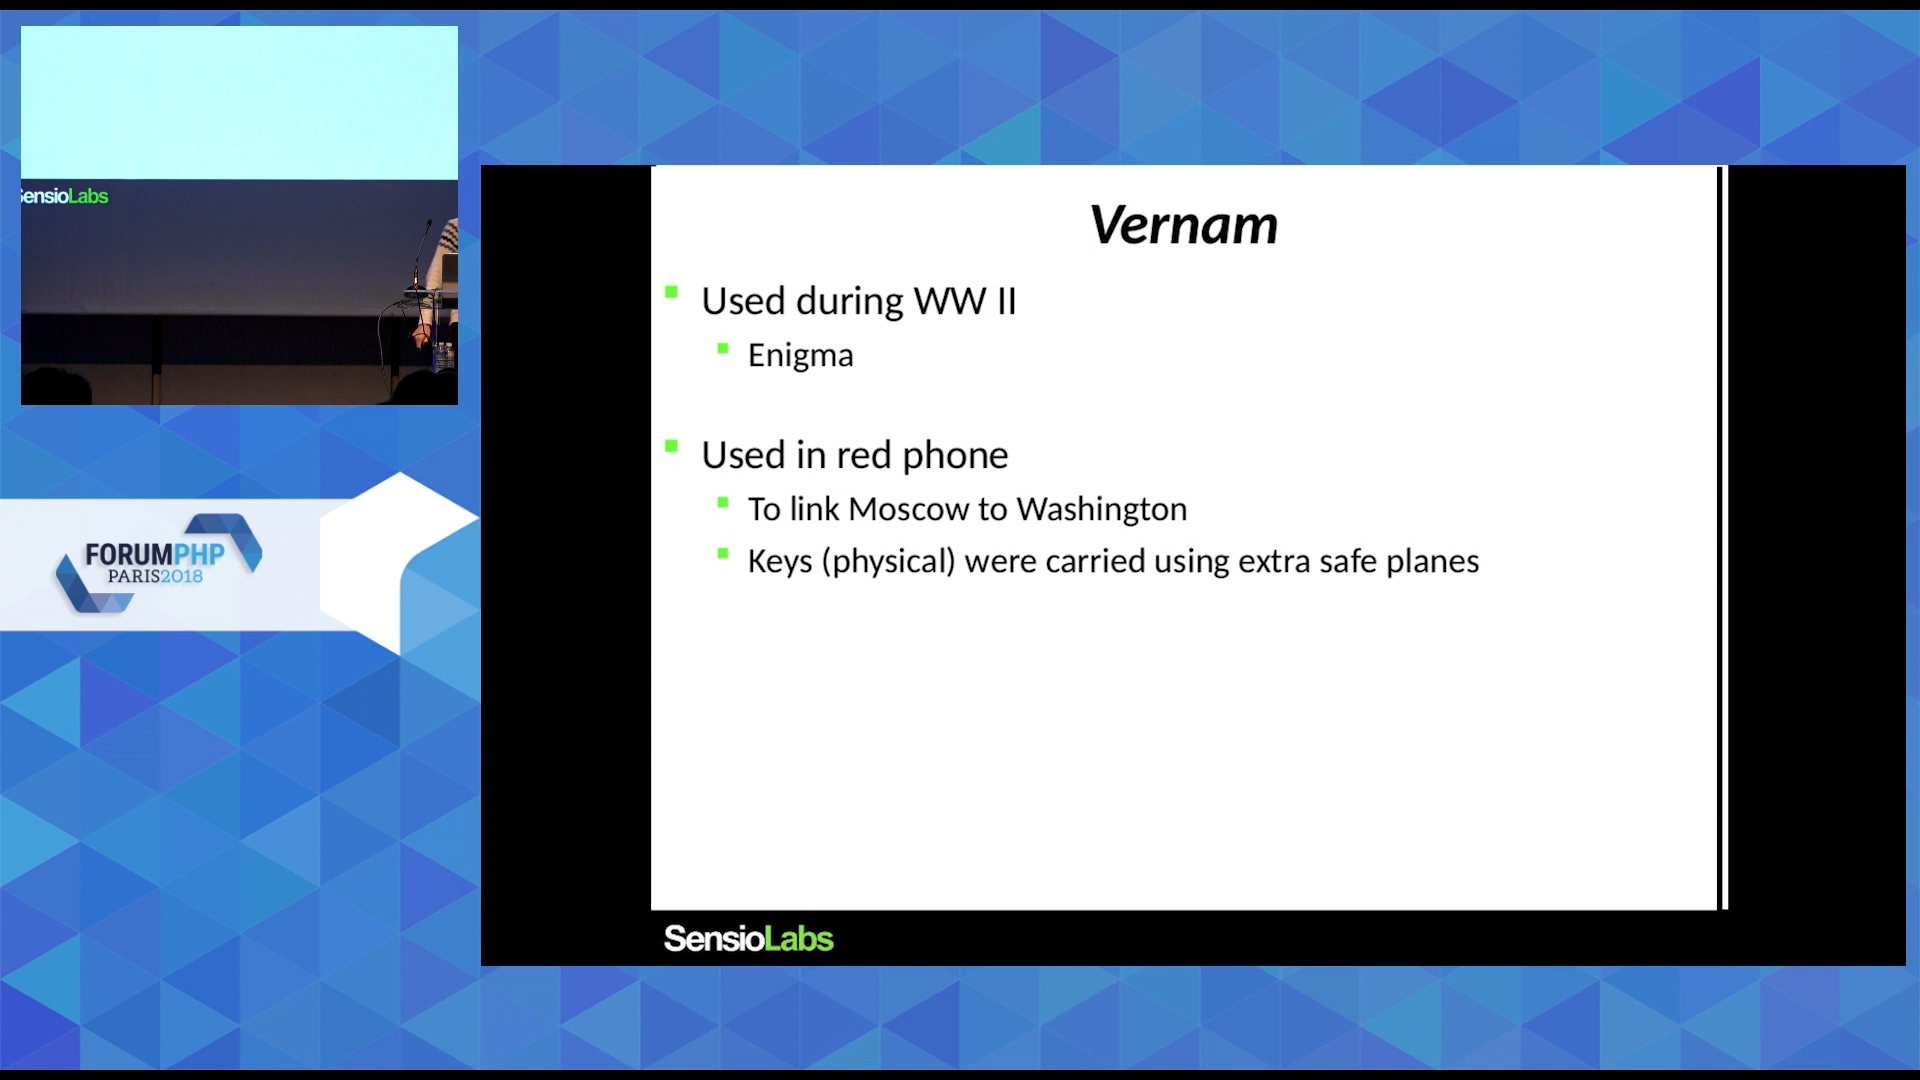 ensioLabs
Vernam
Used during WW II
Enigma
Used in red phone
To link Moscow to Washington
Keys (physical) were carried using extra safe planes
FORUMPHP
PARIS2018
SensioLabs